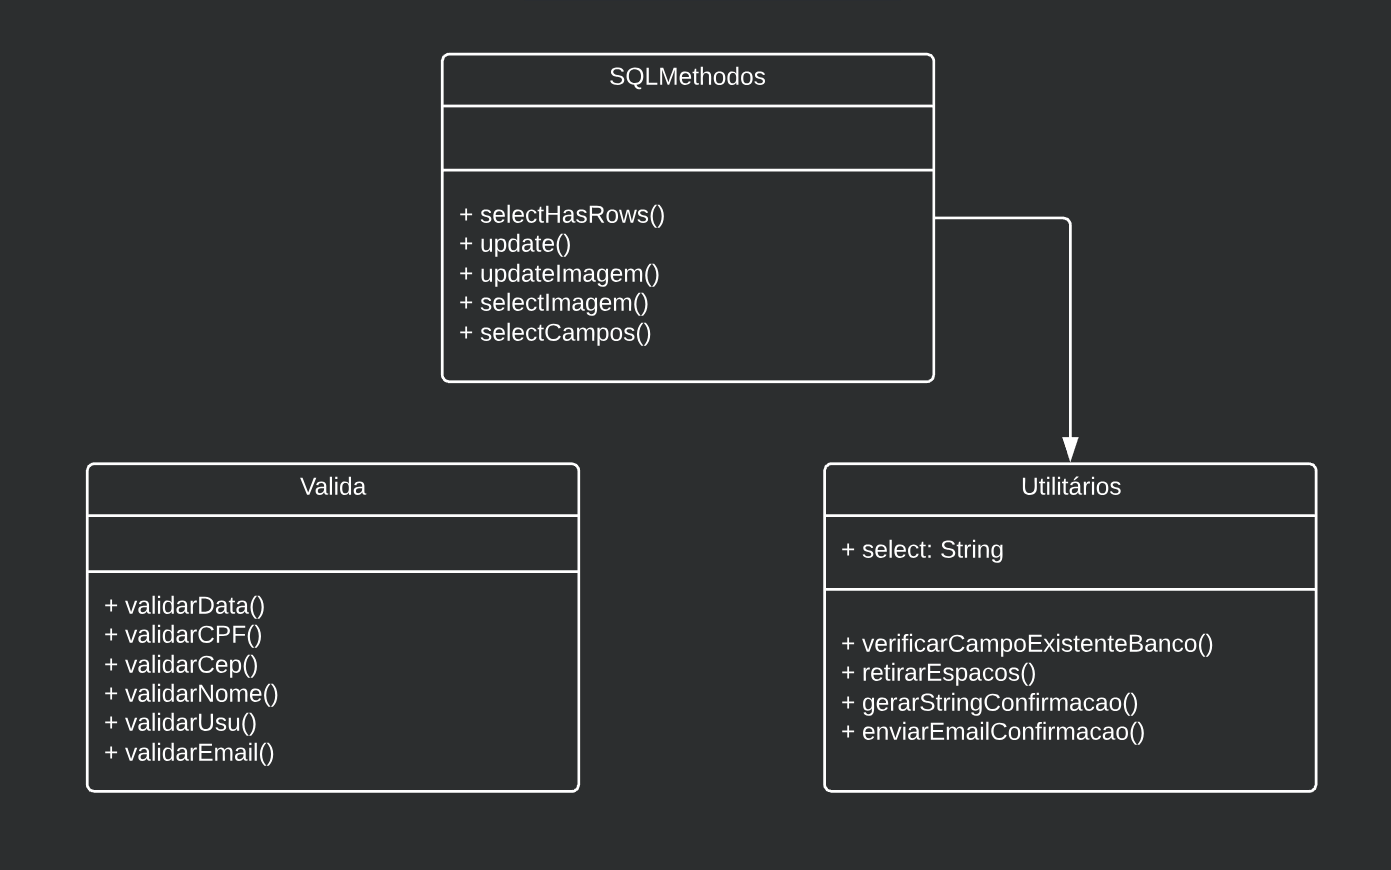 SQLMethodos
+ selectHasRows()
+ update()
+ updateImagem()
+ selectImagem()
+ selectCampos()
Valida
+ validarData()
+ validarCPF()
+ validarCep()
+ validarNome()
+ validarUsu()
+ validarEmail()
Utilitários
+ select: String
+ verificarCampoExistenteBanco()
+ retirarEspacos()
+ gerarStringConfirmacao()
+ enviarEmailConfirmacao()